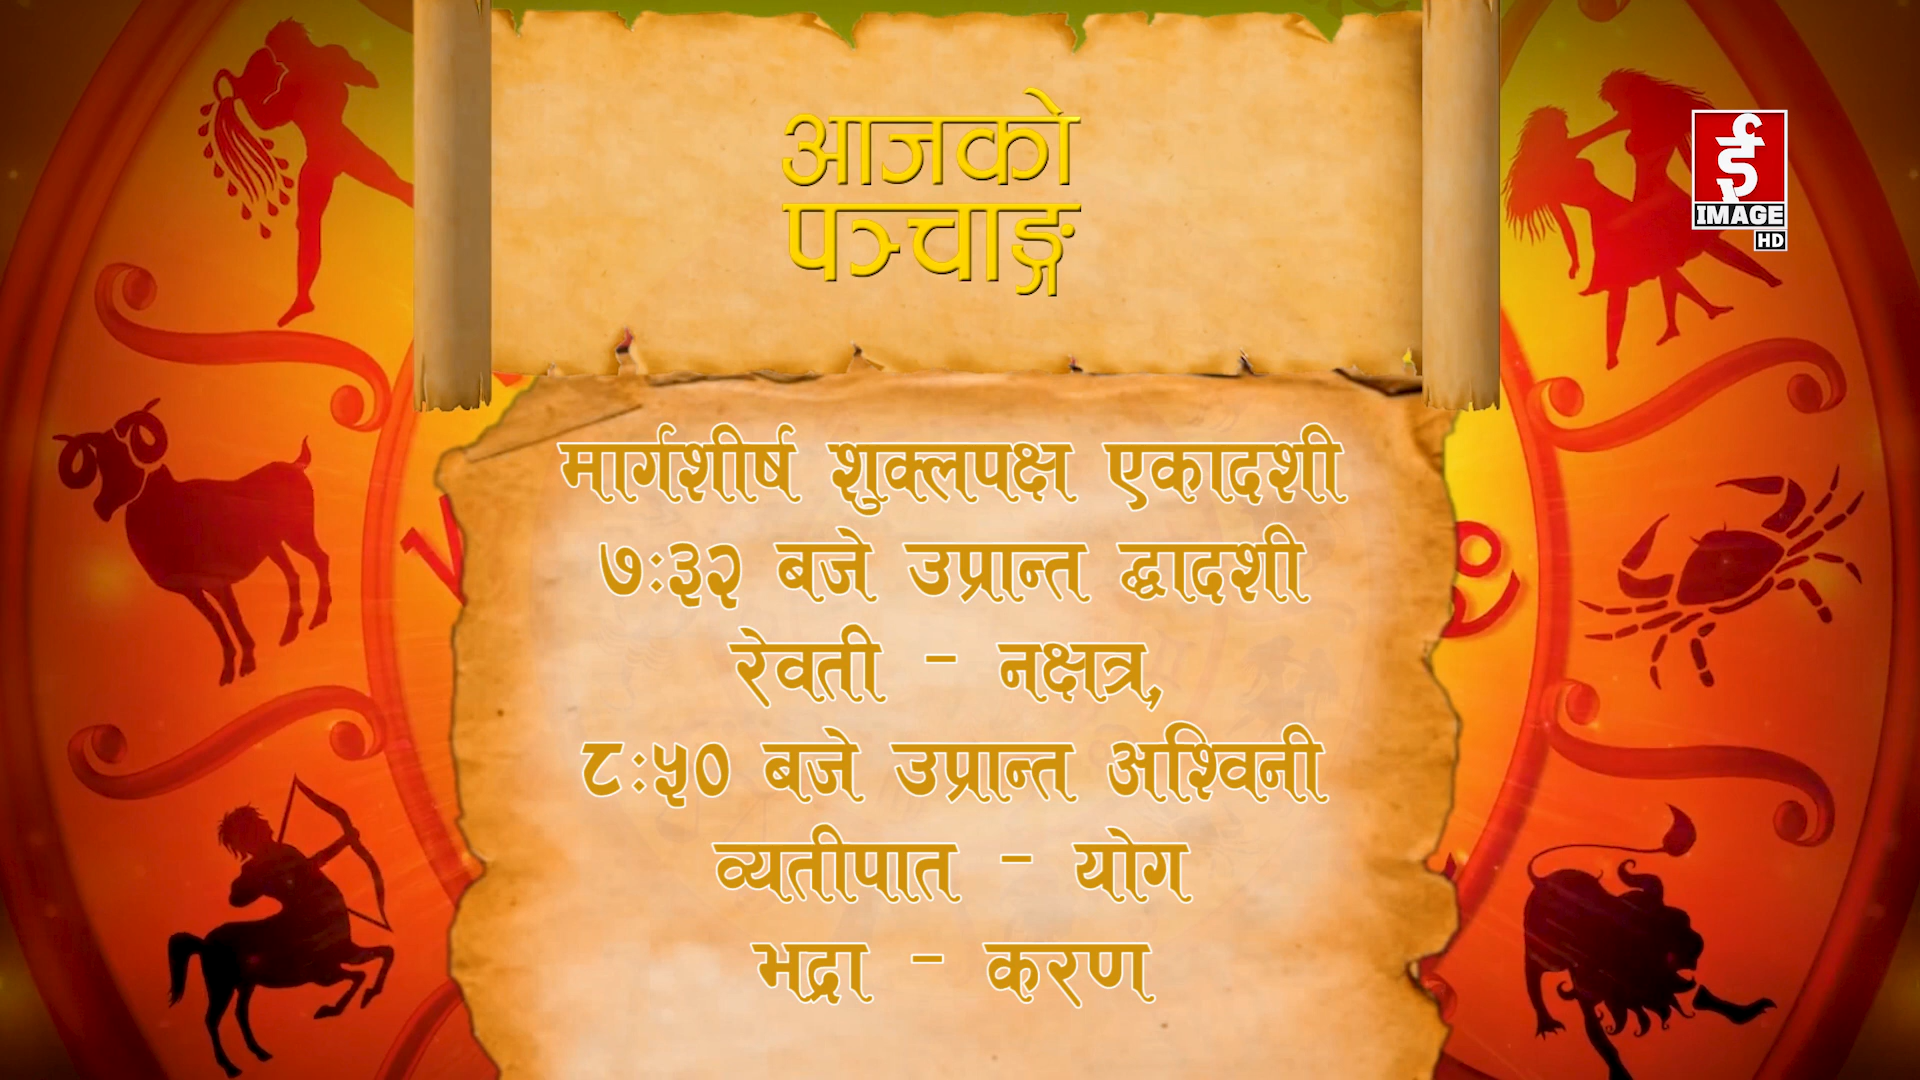 आजको
पञ्चाङ्ग
IMAGE
HD
मार्गशीर्ष शुक्लपक्ष एकादशी
७:३२ बजे उप्रान्त द्वादशी
रेवती - नक्षत्र,
८:५० बजे उप्रान्त अश्विनी
व्यतीपात - योग
भद्रा - करण